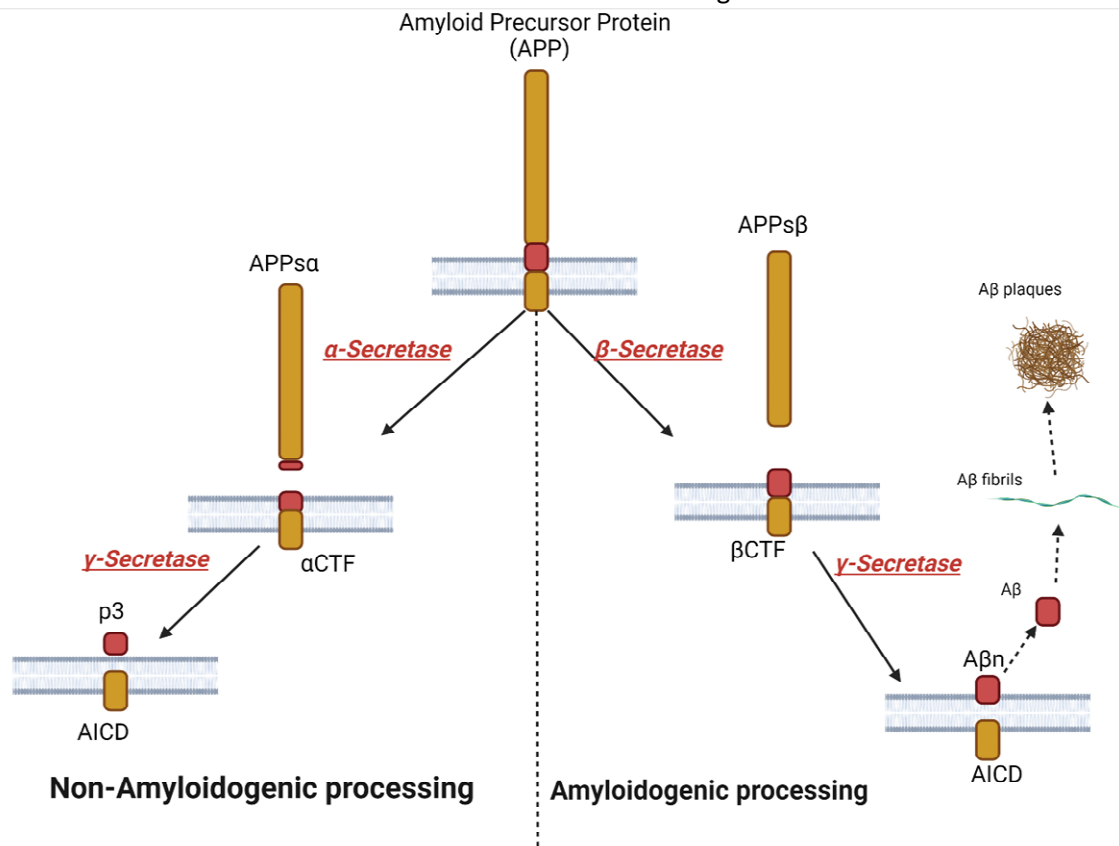 Amyloid Precursor Protein
(APP)
APPsβ
APPsα
Aβ plaques
α-Secretase
β-Secretase
Aβ fibrils
βCTF
αCTF
γ-Secretase
γ-Secretase
Aβ
p3
Aβn
AICD
AICD
Non-Amyloidogenic processing
Amyloidogenic processing